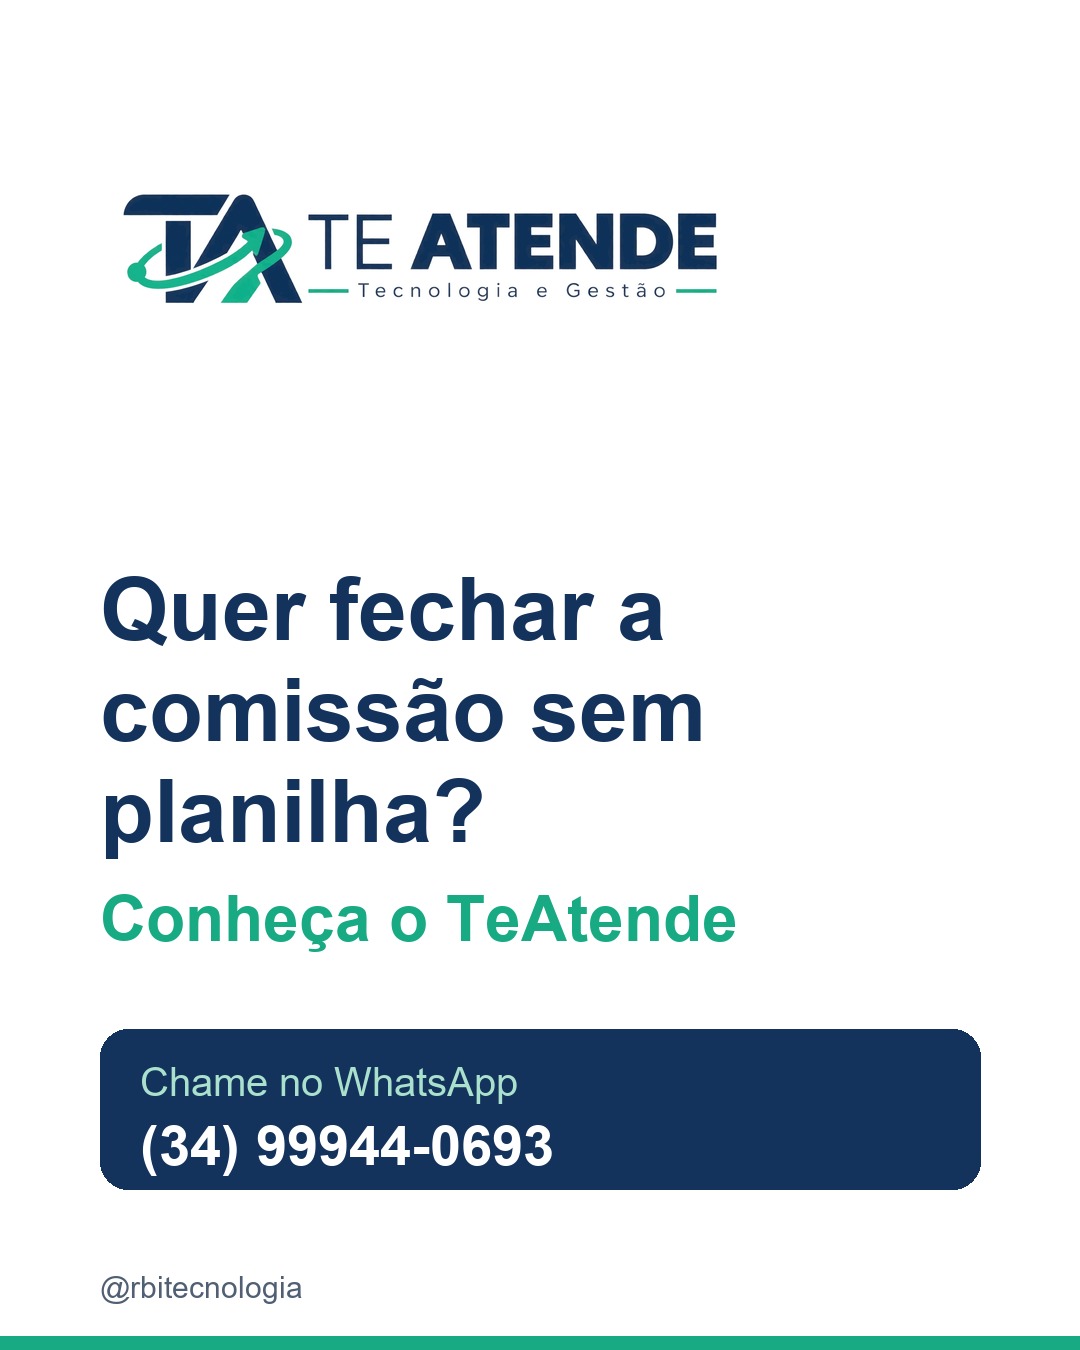 TA TE ATENDE
Tecnologia e Gestão
Quer fechar a
comissão sem
planilha?
Conheça o TeAtende
Chame no WhatsApp
(34) 99944-0693
@rbitecnologia